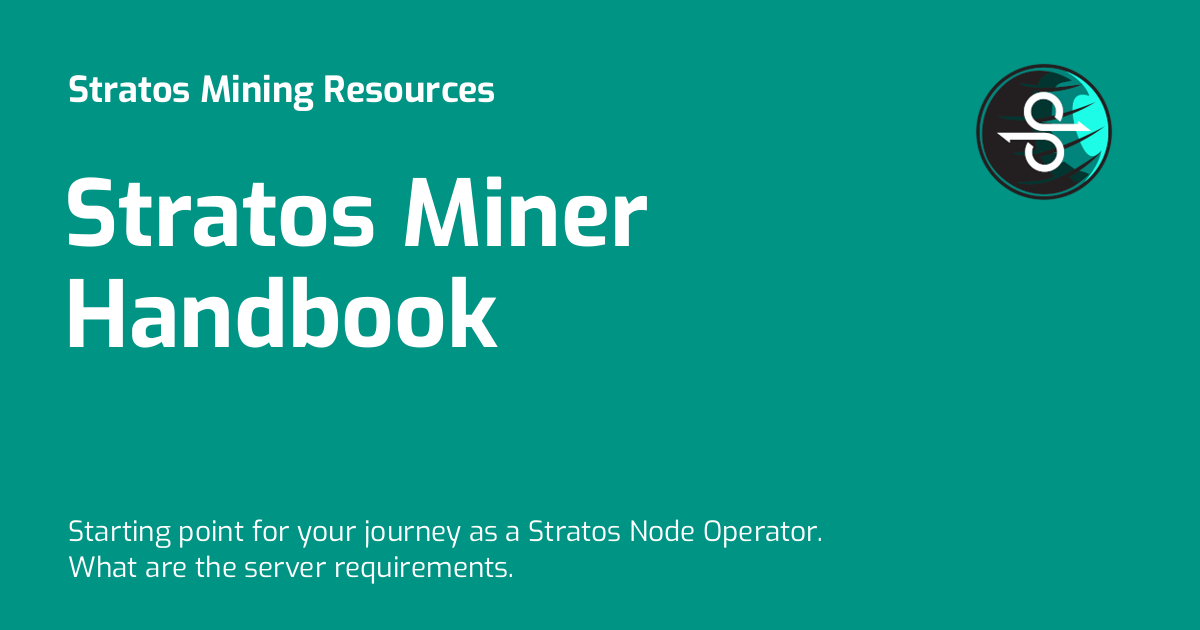 Stratos Mining Resources
Stratos Miner
Handbook
Starting point for your journey as a Stratos Node Operator.
What are the server requirements.